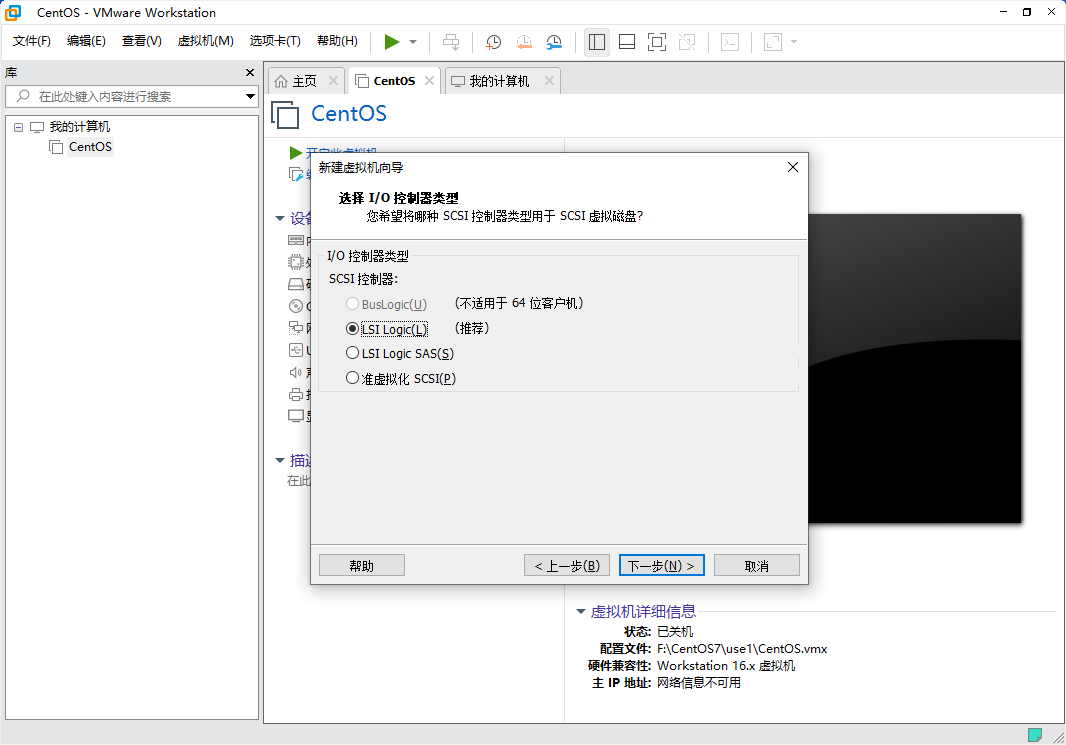 CentOS - VMware Workstation
文件(F) 编辑(E) 查看(V) 虚拟机(M) 选项卡(T) 帮助(H)
库
在此处键入内容进行搜索
我的计算机
CentOS
主页 CentOS 我的计算机
CentOS
设备
描述
在此
新建虚拟机向导
选择 I/O 控制器类型
您希望将哪种 SCSI 控制器类型用于 SCSI 虚拟磁盘?
I/O 控制器类型
SCSI 控制器:
BusLogic(U) (不适用于 64 位客户机)
LSI Logic(L) (推荐)
LSI Logic SAS(S)
准虚拟化 SCSI(P)
帮助 < 上一步(B) 下一步(N) > 取消
虚拟机详细信息
状态: 已关机
配置文件: F:\CentOS7\use1\CentOS.vmx
硬件兼容性: Workstation 16.x 虚拟机
主 IP 地址: 网络信息不可用